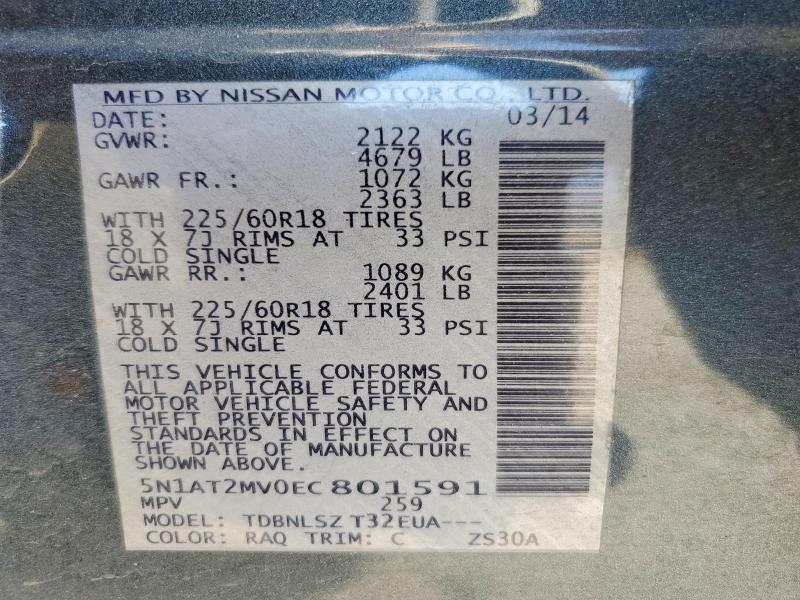 MFD BY NISSAN MOTOR CO., LTD.
DATE: 03/14
GVWR: 2122 KG
4679 LB
GAWR FR.: 1072 KG
2363 LB
WITH 225/60R18 TIRES
18 X 7J RIMS AT 33 PSI
COLD SINGLE
GAWR RR.: 1089 KG
2401 LB
WITH 225/60R18 TIRES
18 X 7J RIMS AT 33 PSI
COLD SINGLE
THIS VEHICLE CONFORMS TO
ALL APPLICABLE FEDERAL
MOTOR VEHICLE SAFETY AND
THEFT PREVENTION
STANDARDS IN EFFECT ON
THE DATE OF MANUFACTURE
SHOWN ABOVE.
5N1AT2MV0EC801591
MPV 259
MODEL: TDBNLSZ T32EUA---
COLOR: RAQ TRIM: C ZS30A